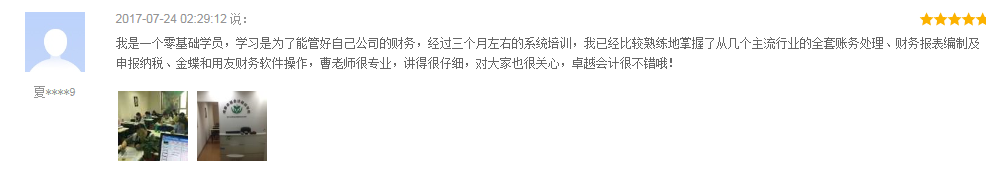 2017-07-24 02:29:12 说：
我是一个零基础学员，学习是为了能管好自己公司的财务，经过三个月左右的系统培训，我已经比较熟练地掌握了从几个主流行业的全套账务处理、财务报表编制及
申报纳税、金蝶和用友财务软件操作，曹老师很专业，讲得很仔细，对大家也很关心，卓越会计很不错哦！
夏****9